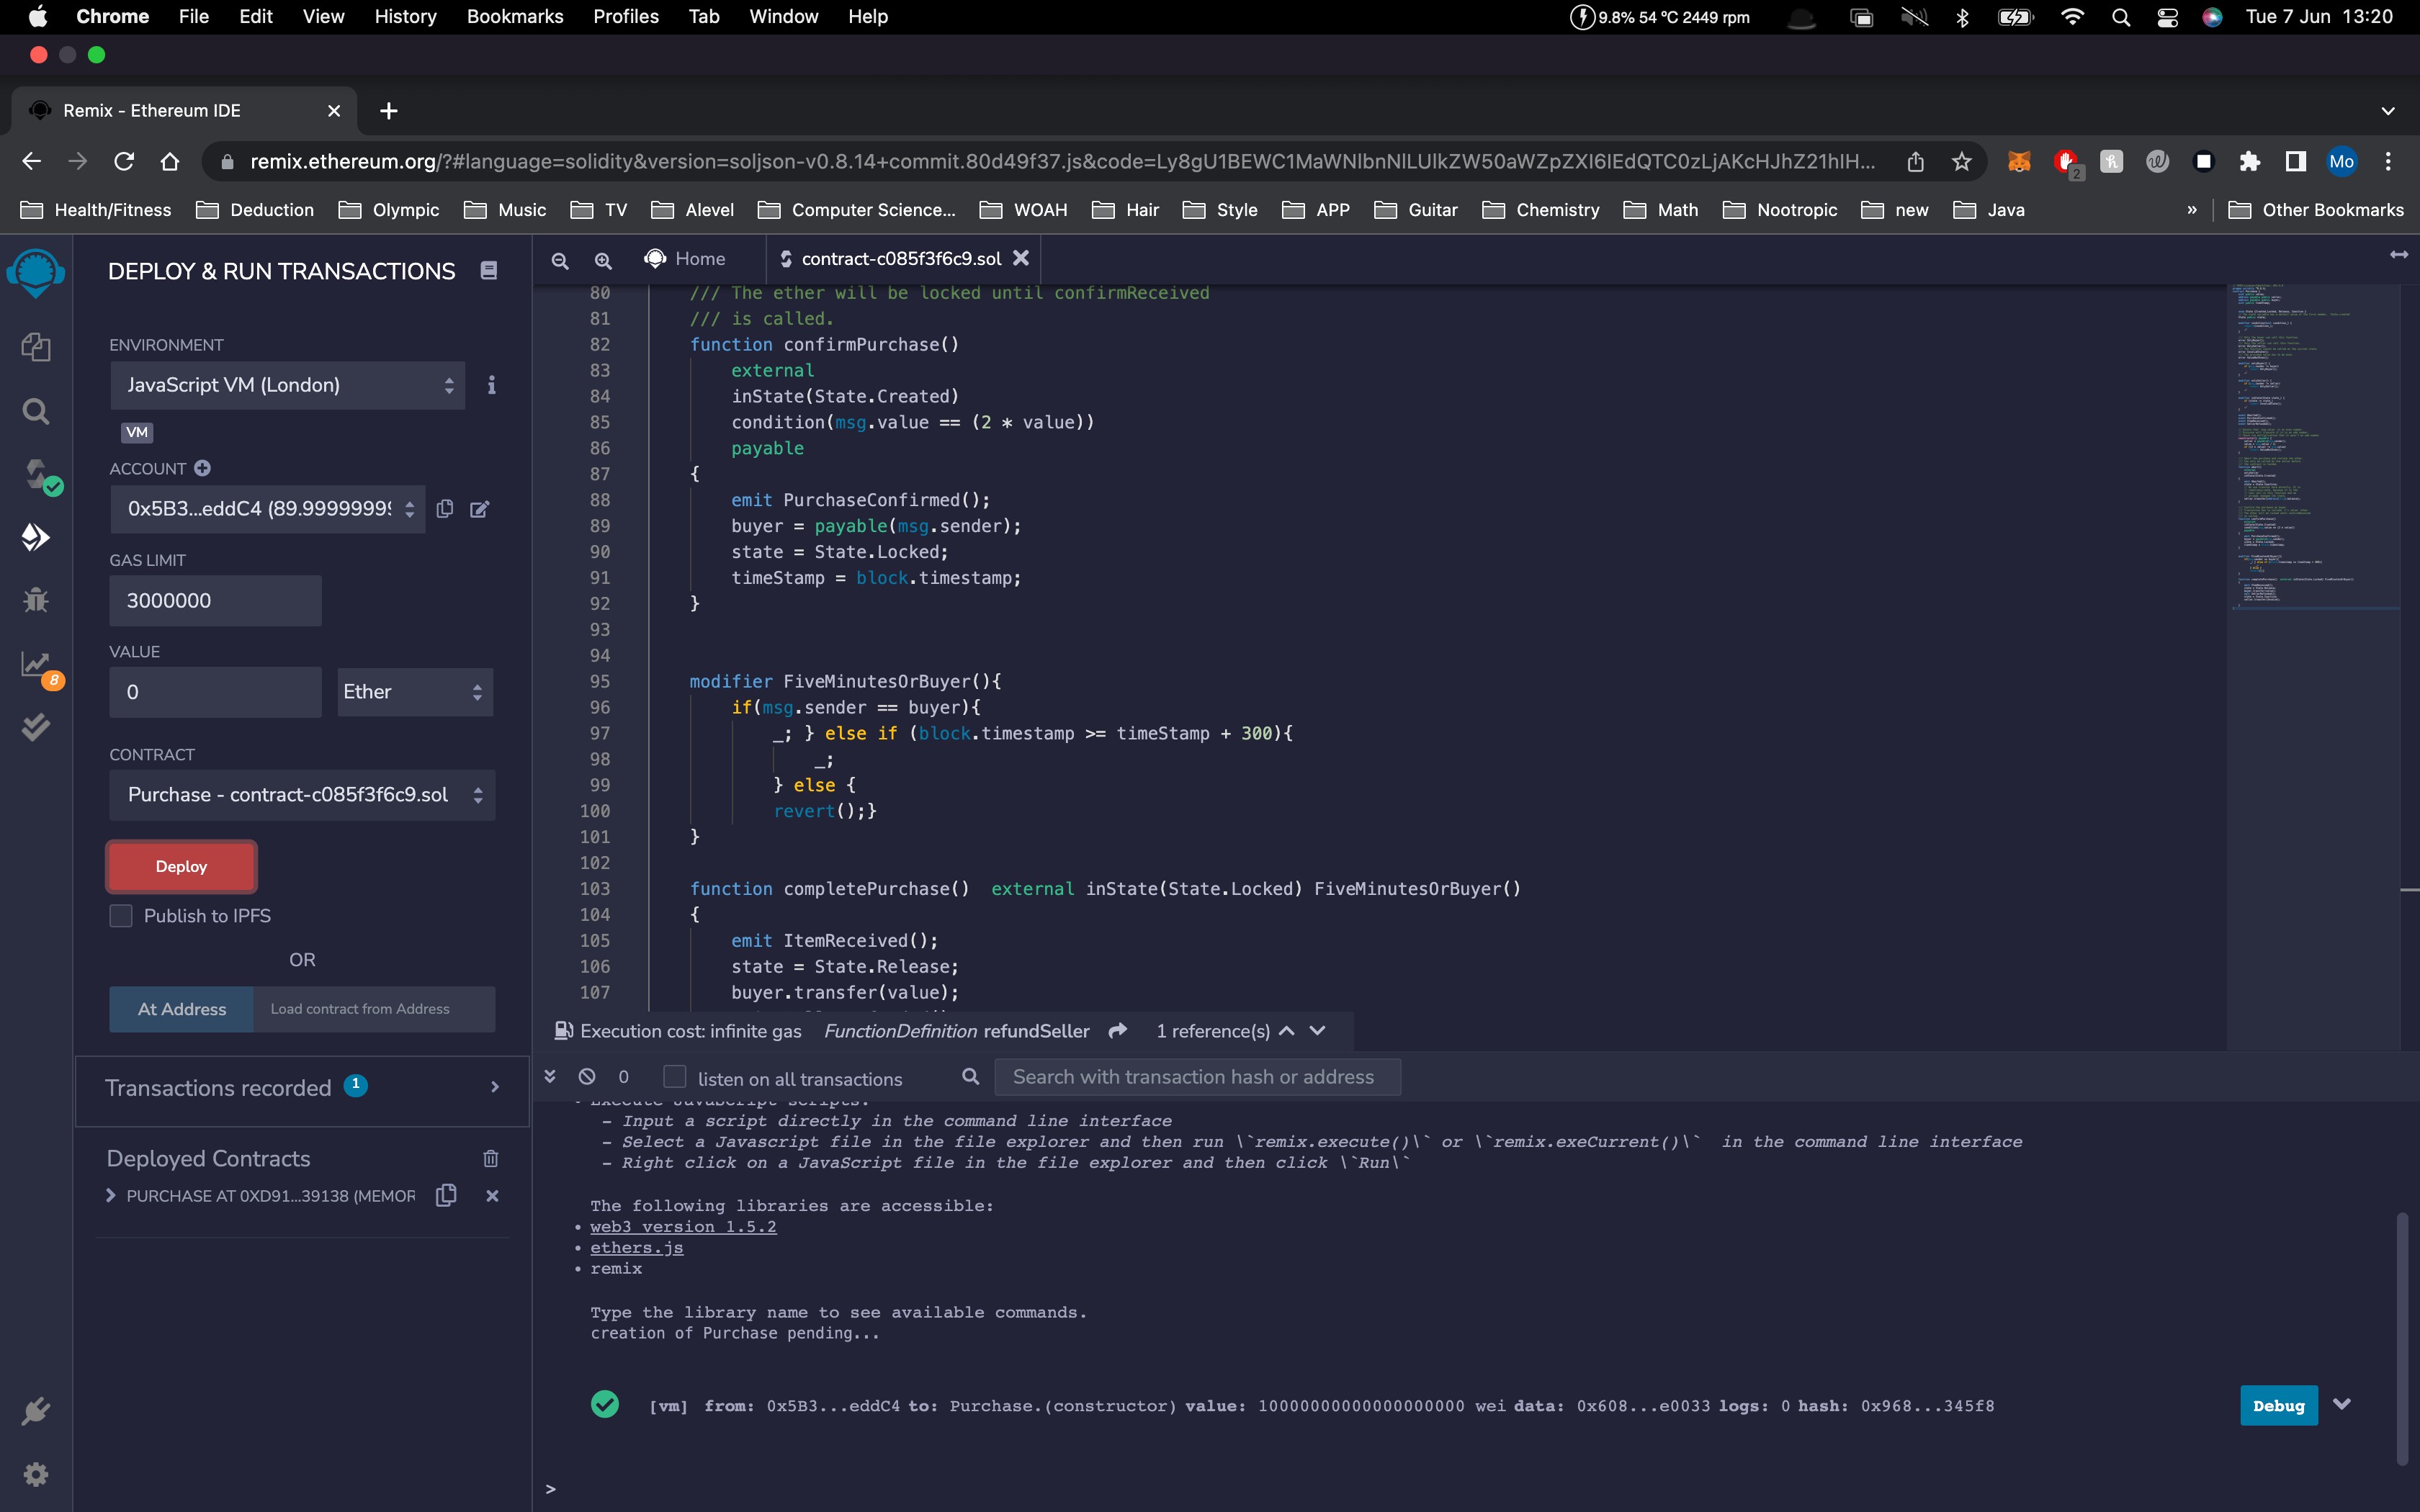 Chrome File Edit View History Bookmarks Profiles Tab Window Help 9.8% 54 °C 2449 rpm Tue 7 Jun 13:20
Remix - Ethereum IDE
remix.ethereum.org/?#language=solidity&version=soljson-v0.8.14+commit.80d49f37.js&code=Ly8gU1BEWC1MaWNlbnNlLUlkZW50aWZpZXI6IEdQTC0zLjAKcHJhZ21hIH... 2 Mo
Health/Fitness Deduction Olympic Music TV Alevel Computer Science... WOAH Hair Style APP Guitar Chemistry Math Nootropic new Java » Other Bookmarks
DEPLOY & RUN TRANSACTIONS
ENVIRONMENT
JavaScript VM (London)
VM
ACCOUNT
0x5B3...eddC4 (89.99999999
GAS LIMIT
3000000
VALUE
0 Ether
8
CONTRACT
Purchase - contract-c085f3f6c9.sol
Deploy
Publish to IPFS
OR
At Address Load contract from Address
Transactions recorded 1
Deployed Contracts
PURCHASE AT 0XD91...39138 (MEMOR
Home contract-c085f3f6c9.sol
80 /// The ether will be locked until confirmReceived
81 /// is called.
82 function confirmPurchase()
83 external
84 inState(State.Created)
85 condition(msg.value == (2 * value))
86 payable
87 {
88 emit PurchaseConfirmed();
89 buyer = payable(msg.sender);
90 state = State.Locked;
91 timeStamp = block.timestamp;
92 }
93
94
95 modifier FiveMinutesOrBuyer(){
96 if(msg.sender == buyer){
97 _; } else if (block.timestamp >= timeStamp + 300){
98 _;
99 } else {
100 revert();}
101 }
102
103 function completePurchase() external inState(State.Locked) FiveMinutesOrBuyer()
104 {
105 emit ItemReceived();
106 state = State.Release;
107 buyer.transfer(value);
Execution cost: infinite gas FunctionDefinition refundSeller 1 reference(s)
0 listen on all transactions Search with transaction hash or address
• Execute JavaScript scripts:
- Input a script directly in the command line interface
- Select a Javascript file in the file explorer and then run \`remix.execute()\` or \`remix.exeCurrent()\` in the command line interface
- Right click on a JavaScript file in the file explorer and then click \`Run\`
The following libraries are accessible:
• web3 version 1.5.2
• ethers.js
• remix
Type the library name to see available commands.
creation of Purchase pending...
[vm] from: 0x5B3...eddC4 to: Purchase.(constructor) value: 10000000000000000000 wei data: 0x608...e0033 logs: 0 hash: 0x968...345f8
Debug
>